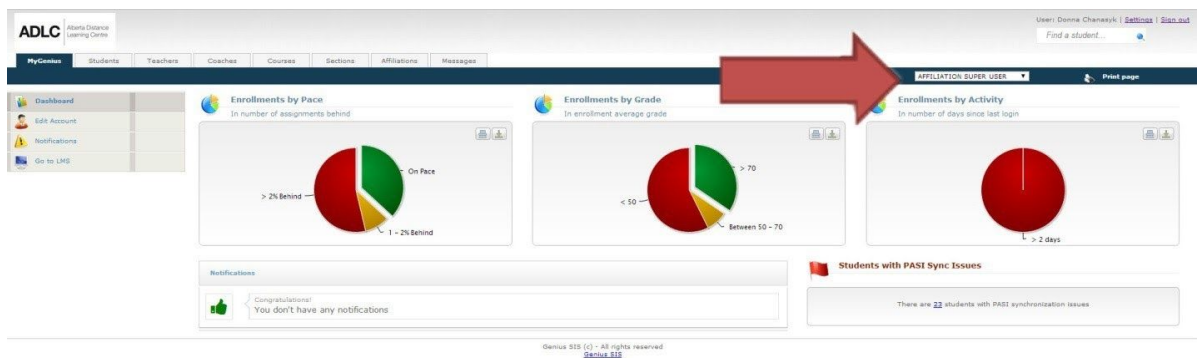 ADLC Alberta Distance
Learning Centre
User: Donna Chanasyk | Settings | Sign out
Find a student...
MyGenius Students Teachers Coaches Courses Sections Affiliations Messages
AFFILIATION SUPER USER Print page
Dashboard
Edit Account
Notifications
Go to LMS
Enrollments by Pace
In number of assignments behind
On Pace
> 2% Behind
1 - 2% Behind
Enrollments by Grade
In enrollment average grade
> 70
< 50
Between 50 - 70
Enrollments by Activity
In number of days since last login
> 2 days
Notifications
Congratulations!
You don't have any notifications
Students with PASI Sync Issues
There are 23 students with PASI synchronization issues
Genius SIS (c) - All rights reserved
Genius SIS